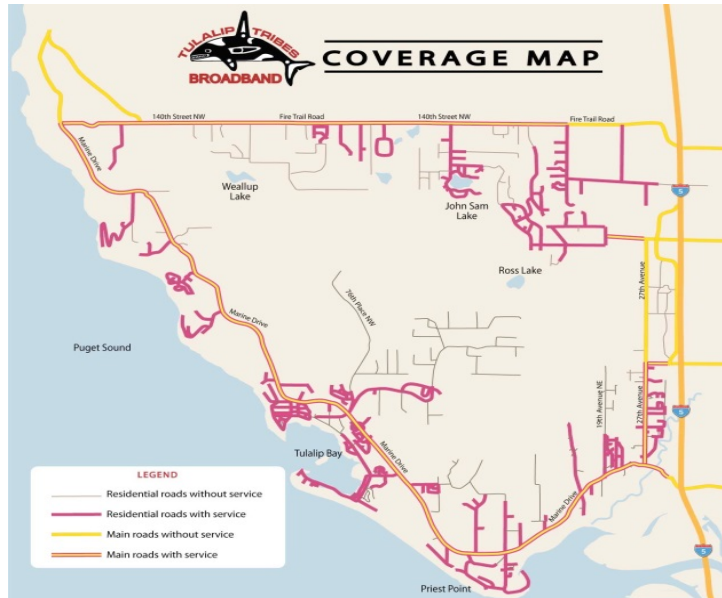 TULALIP TRIBES
BROADBAND
COVERAGE MAP
140th Street NW
Fire Trail Road
140th Street NW
Fire Trail Road
Marine Drive
Weallup
Lake
John Sam
Lake
5
Ross Lake
27th Avenue
76th Place NW
Marine Drive
Puget Sound
19th Avenue NE
27th Avenue
5
Tulalip Bay
Marine Drive
Marine Drive
LEGEND
Residential roads without service
Residential roads with service
Main roads without service
Main roads with service
5
Priest Point